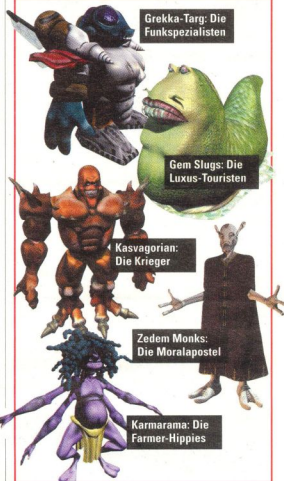 Grekka-Targ: Die
Funkspezialisten
Gem Slugs: Die
Luxus-Touristen
Kasvagorian:
Die Krieger
Zedem Monks:
Die Moralapostel
Karmarama: Die
Farmer-Hippies